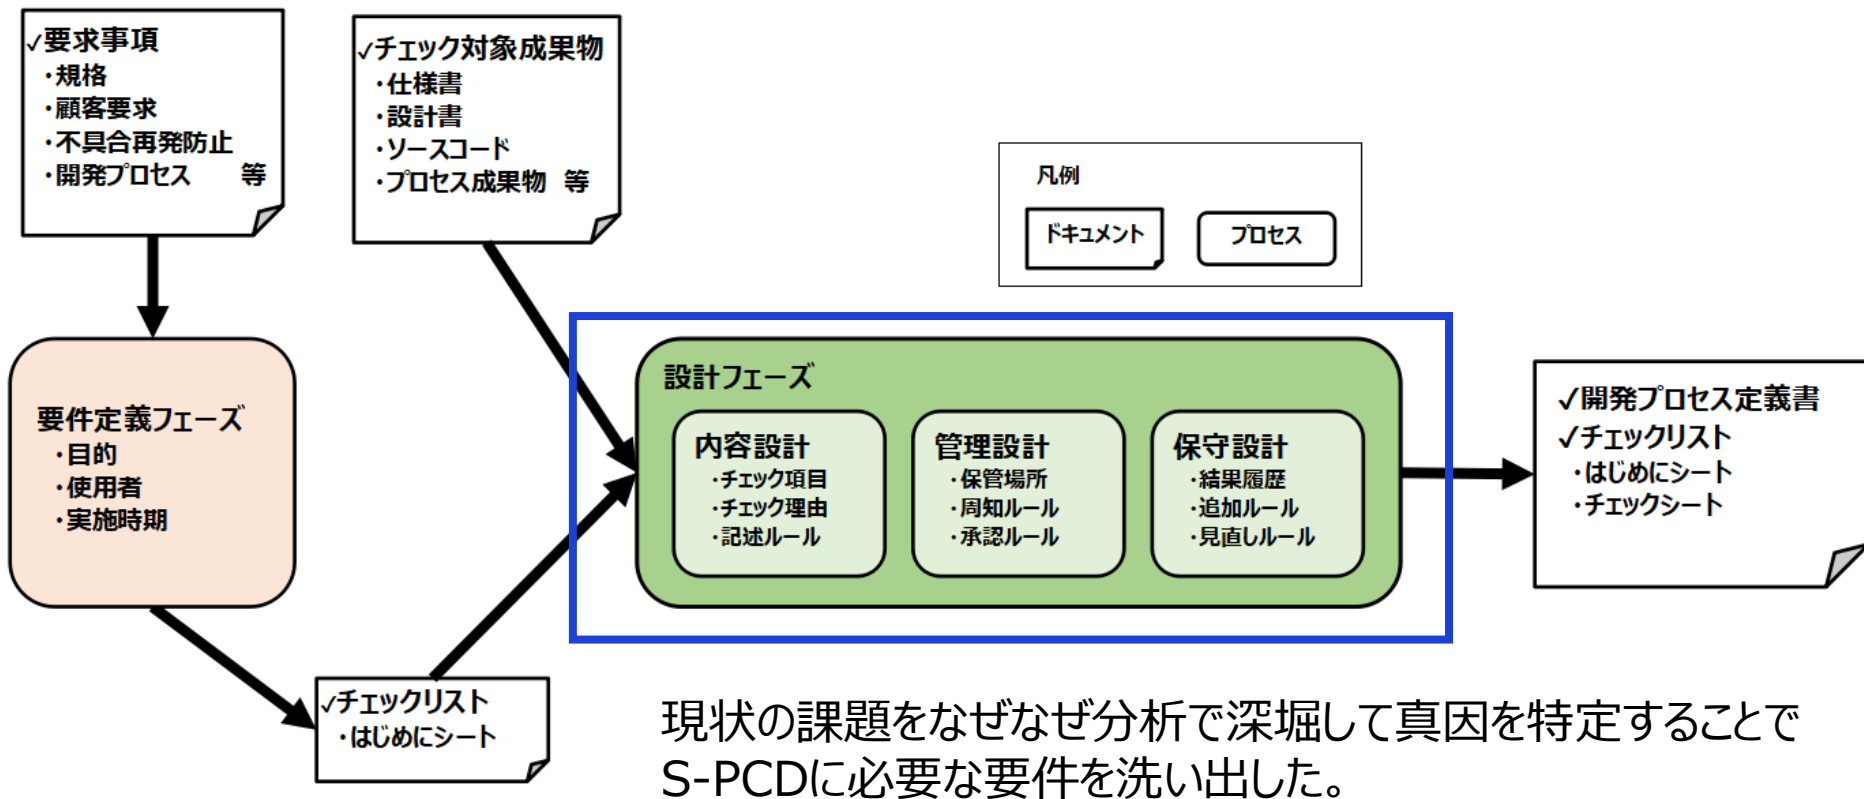 ✓要求事項
・規格
・顧客要求
・不具合再発防止
・開発プロセス　等
✓チェック対象成果物
・仕様書
・設計書
・ソースコード
・プロセス成果物　等
凡例
ドキュメント
プロセス
要件定義フェーズ
・目的
・使用者
・実施時期
✓チェックリスト
・はじめにシート
設計フェーズ
内容設計
・チェック項目
・チェック理由
・記述ルール
管理設計
・保管場所
・周知ルール
・承認ルール
保守設計
・結果履歴
・追加ルール
・見直しルール
✓開発プロセス定義書
✓チェックリスト
・はじめにシート
・チェックシート
現状の課題をなぜなぜ分析で深堀して真因を特定することで
S-PCDに必要な要件を洗い出した。